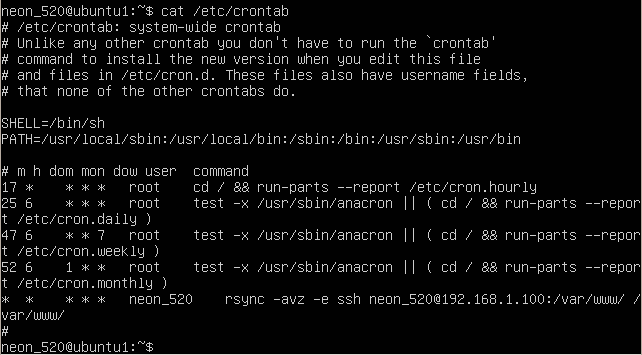 neon_520@ubuntu1:~$ cat /etc/crontab
# /etc/crontab: system-wide crontab
# Unlike any other crontab you don't have to run the `crontab'
# command to install the new version when you edit this file
# and files in /etc/cron.d. These files also have username fields,
# that none of the other crontabs do.

SHELL=/bin/sh
PATH=/usr/local/sbin:/usr/local/bin:/sbin:/bin:/usr/sbin:/usr/bin

# m h dom mon dow user  command
17 *    * * *   root    cd / && run-parts --report /etc/cron.hourly
25 6    * * *   root    test -x /usr/sbin/anacron || ( cd / && run-parts --repor
t /etc/cron.daily )
47 6    * * 7   root    test -x /usr/sbin/anacron || ( cd / && run-parts --repor
t /etc/cron.weekly )
52 6    1 * *   root    test -x /usr/sbin/anacron || ( cd / && run-parts --repor
t /etc/cron.monthly )
*  *    * * *   neon_520    rsync -avz -e ssh neon_520@192.168.1.100:/var/www/ /
var/www/
#
neon_520@ubuntu1:~$